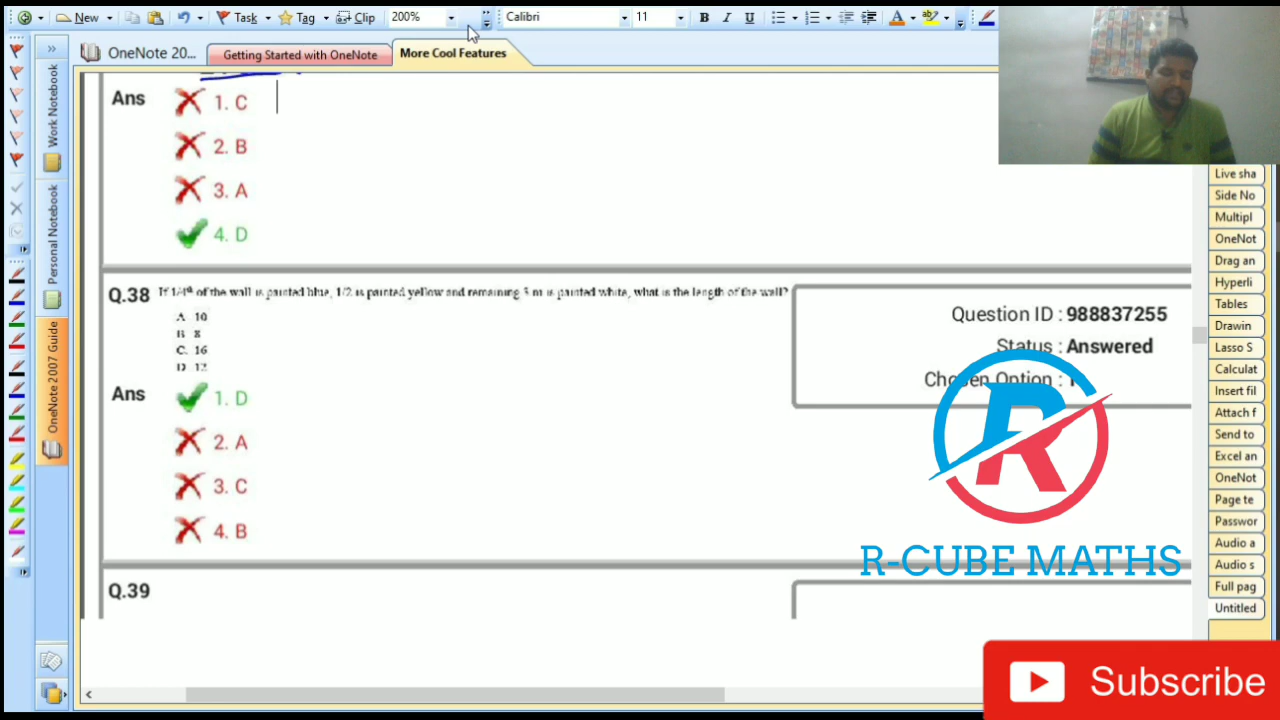 New Task Tag Clip 200% Calibri 11 B I U
OneNote 20... Getting Started with OneNote More Cool Features
Work Notebook
Personal Notebook
OneNote 2007 Guide
Ans
1. C
2. B
3. A
4. D
Q.38 If 1/4th of the wall is painted blue, 1/2 is painted yellow and remaining 3 m is painted white, what is the length of the wall?
A. 10
B. 8
C. 16
D. 12
Question ID : 988837255
Status : Answered
Chosen Option : 1
Ans
1. D
2. A
3. C
4. B
Q.39
R
R-CUBE MATHS
Subscribe
Live sha
Side No
Multipl
OneNot
Drag an
Hyperli
Tables
Drawin
Lasso S
Calculat
Insert fil
Attach f
Send to
Excel an
OneNot
Page te
Passwor
Audio a
Audio s
Full pag
Untitled